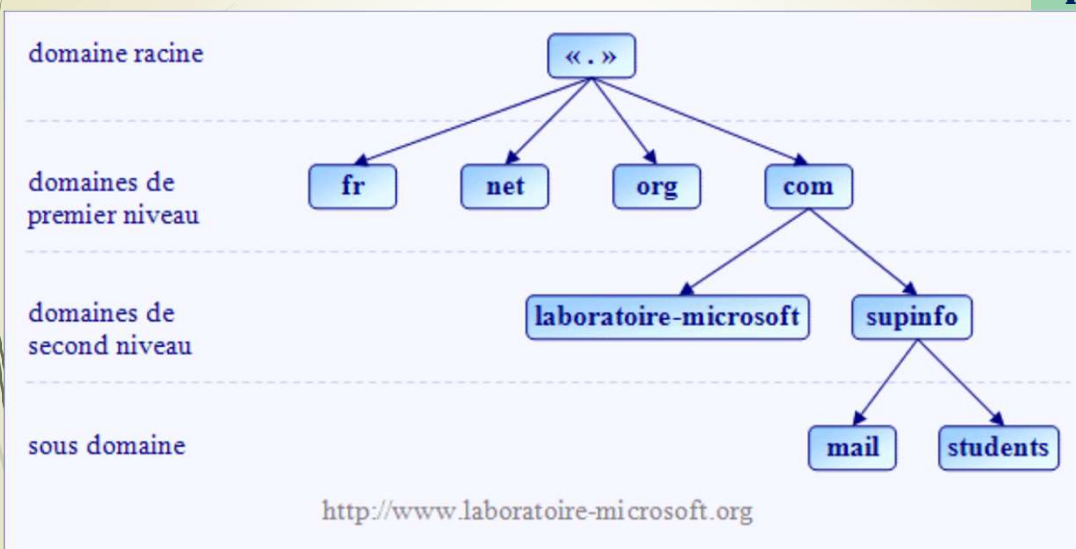 domaine racine
« . »
domaines de
premier niveau
fr net org com
domaines de
second niveau
laboratoire-microsoft supinfo
sous domaine
mail students
http://www.laboratoire-microsoft.org